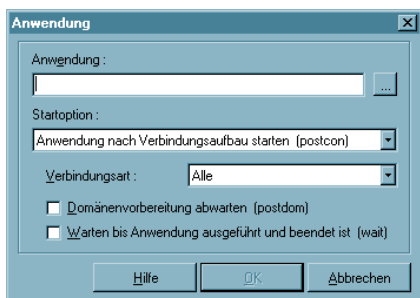 Anwendung
Anwendung :
...
Startoption :
Anwendung nach Verbindungsaufbau starten (postcon)
Verbindungsart :
Alle
Domänenvorbereitung abwarten (postdom)
Warten bis Anwendung ausgeführt und beendet ist (wait)
Hilfe
OK
Abbrechen